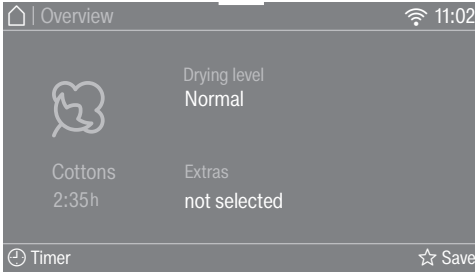 | Overview 11:02
Drying level
Normal
Cottons
2:35h
Extras
not selected
Timer Save